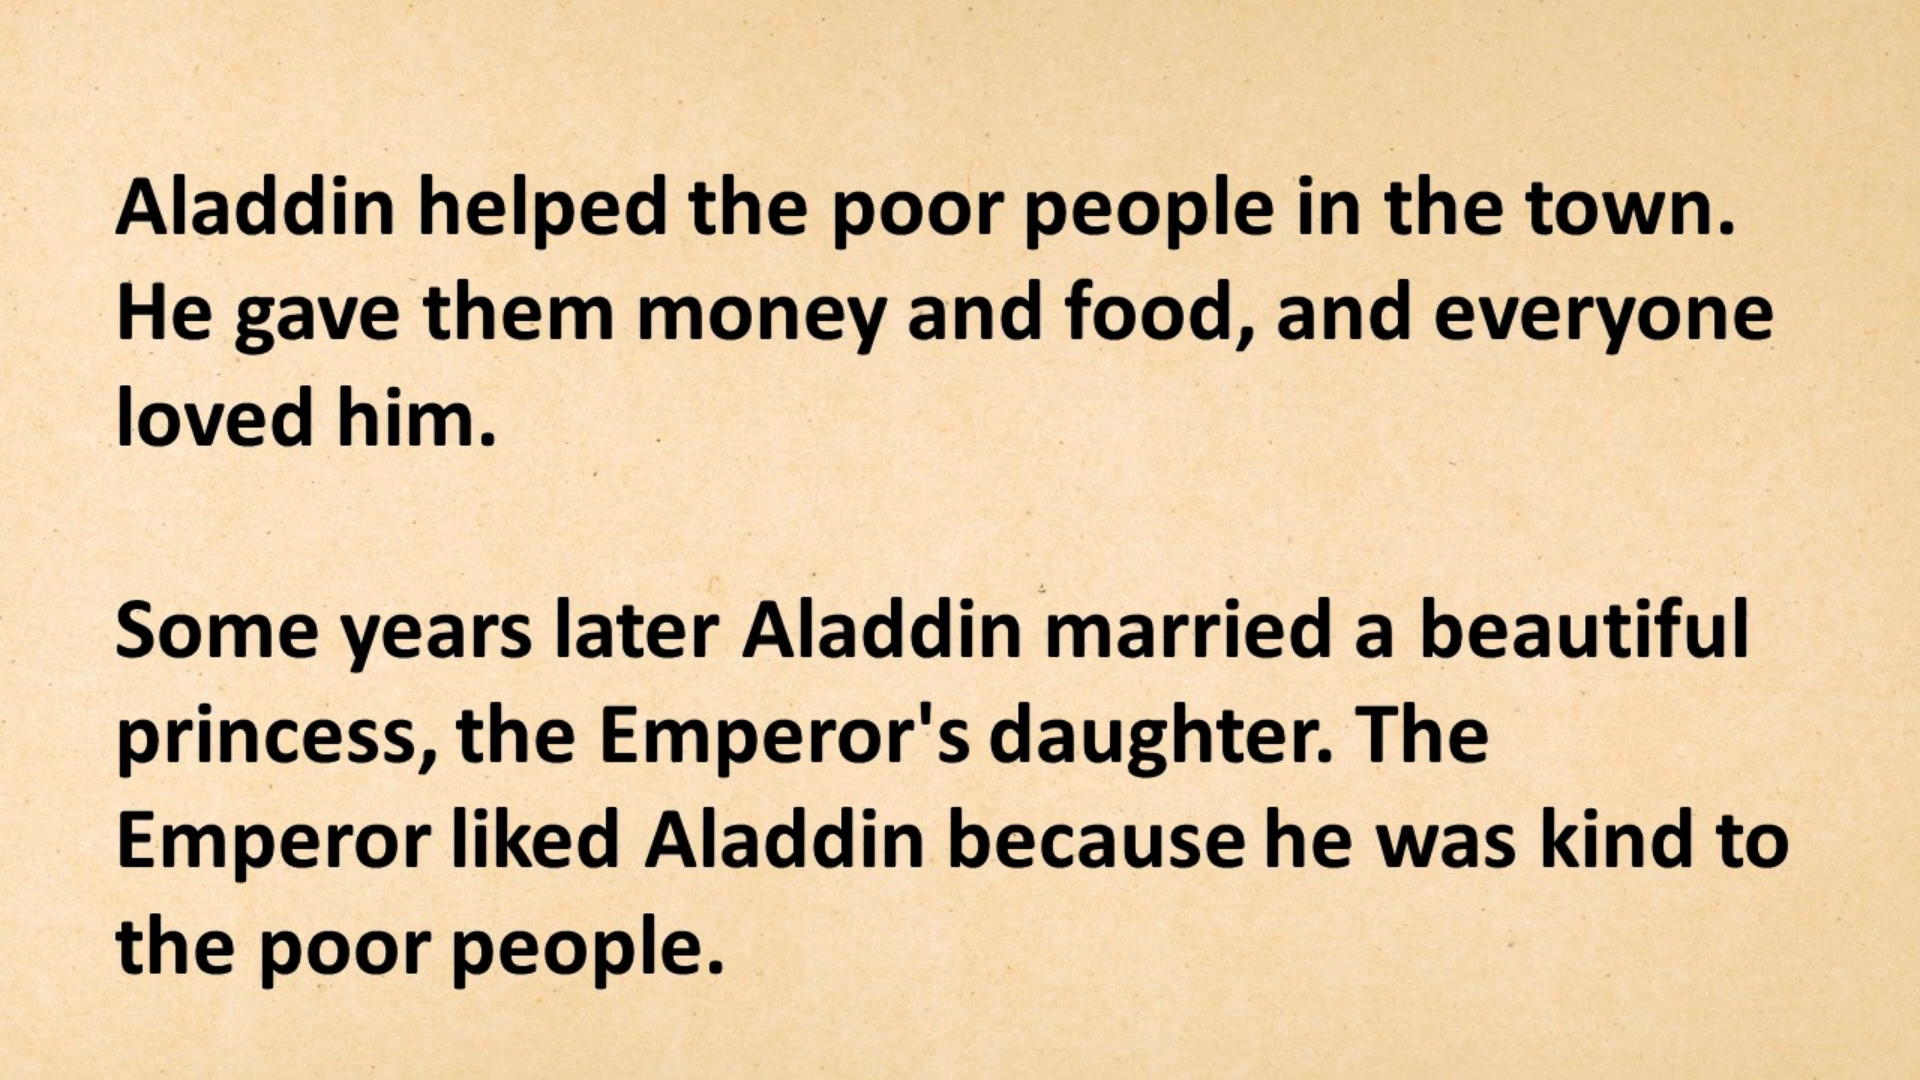 Aladdin helped the poor people in the town.
He gave them money and food, and everyone
loved him.
Some years later Aladdin married a beautiful
princess, the Emperor's daughter. The
Emperor liked Aladdin because he was kind to
the poor people.